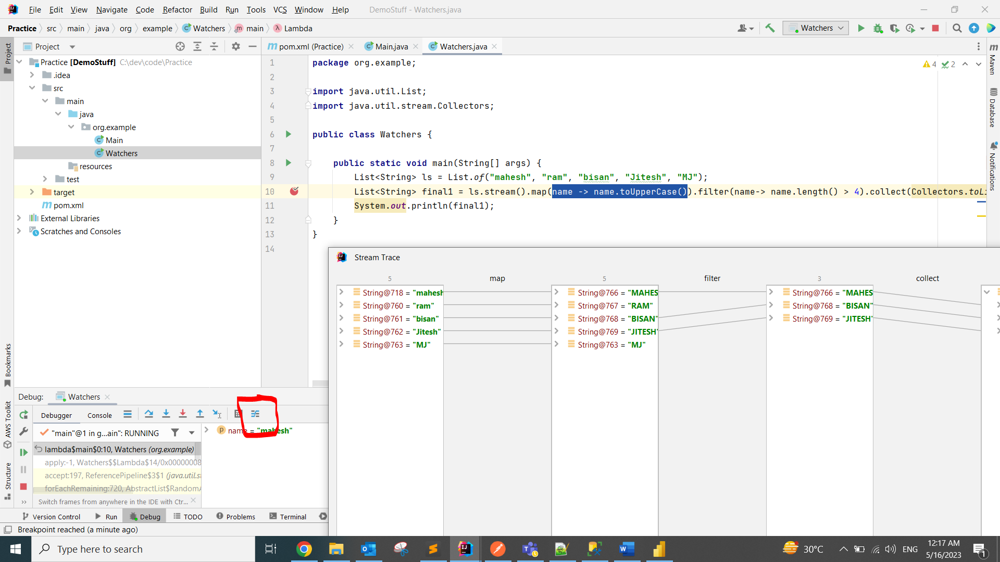 File Edit View Navigate Code Refactor Build Run Tools VCS Window Help DemoStuff - Watchers.java
Practice src main java org example Watchers main Lambda
Watchers
Project
Project
pom.xml (Practice) Main.java Watchers.java
Practice [DemoStuff] C:\dev\code\Practice
.idea
src
main
java
org.example
Main
Watchers
resources
test
target
pom.xml
External Libraries
Scratches and Consoles
1 package org.example;
2
3 import java.util.List;
4 import java.util.stream.Collectors;
5
6 public class Watchers {
7
8 public static void main(String[] args) {
9 List<String> ls = List.of("mahesh", "ram", "bisan", "Jitesh", "MJ");
10 List<String> final1 = ls.stream().map(name -> name.toUpperCase()).filter(name-> name.length() > 4).collect(Collectors.toLi
11 System.out.println(final1);
12 }
13 }
14
4 2
Maven
Database
Notifications
Stream Trace
5 map 5 filter 3 collect
String@718 = "mahesh String@766 = "MAHES String@766 = "MAHES
String@760 = "ram" String@767 = "RAM" String@768 = "BISAN"
String@761 = "bisan" String@768 = "BISAN" String@769 = "JITESH"
String@762 = "Jitesh" String@769 = "JITESH"
String@763 = "MJ" String@763 = "MJ"
Bookmarks
AWS Toolkit
Structure
Debug: Watchers
Debugger Console
"main"@1 in g...ain": RUNNING
name = "mahesh"
lambda$main$0:10, Watchers (org.example)
apply:-1, Watchers$$Lambda$14/0x00000008
accept:197, ReferencePipeline$3$1 (java.util.st
forEachRemaining:720, AbstractList$RandomA
Switch frames from anywhere in the IDE with Ctr...
Version Control Run Debug TODO Problems Terminal
Breakpoint reached (a minute ago)
Type here to search
30°C ENG
12:17 AM
5/16/2023
1